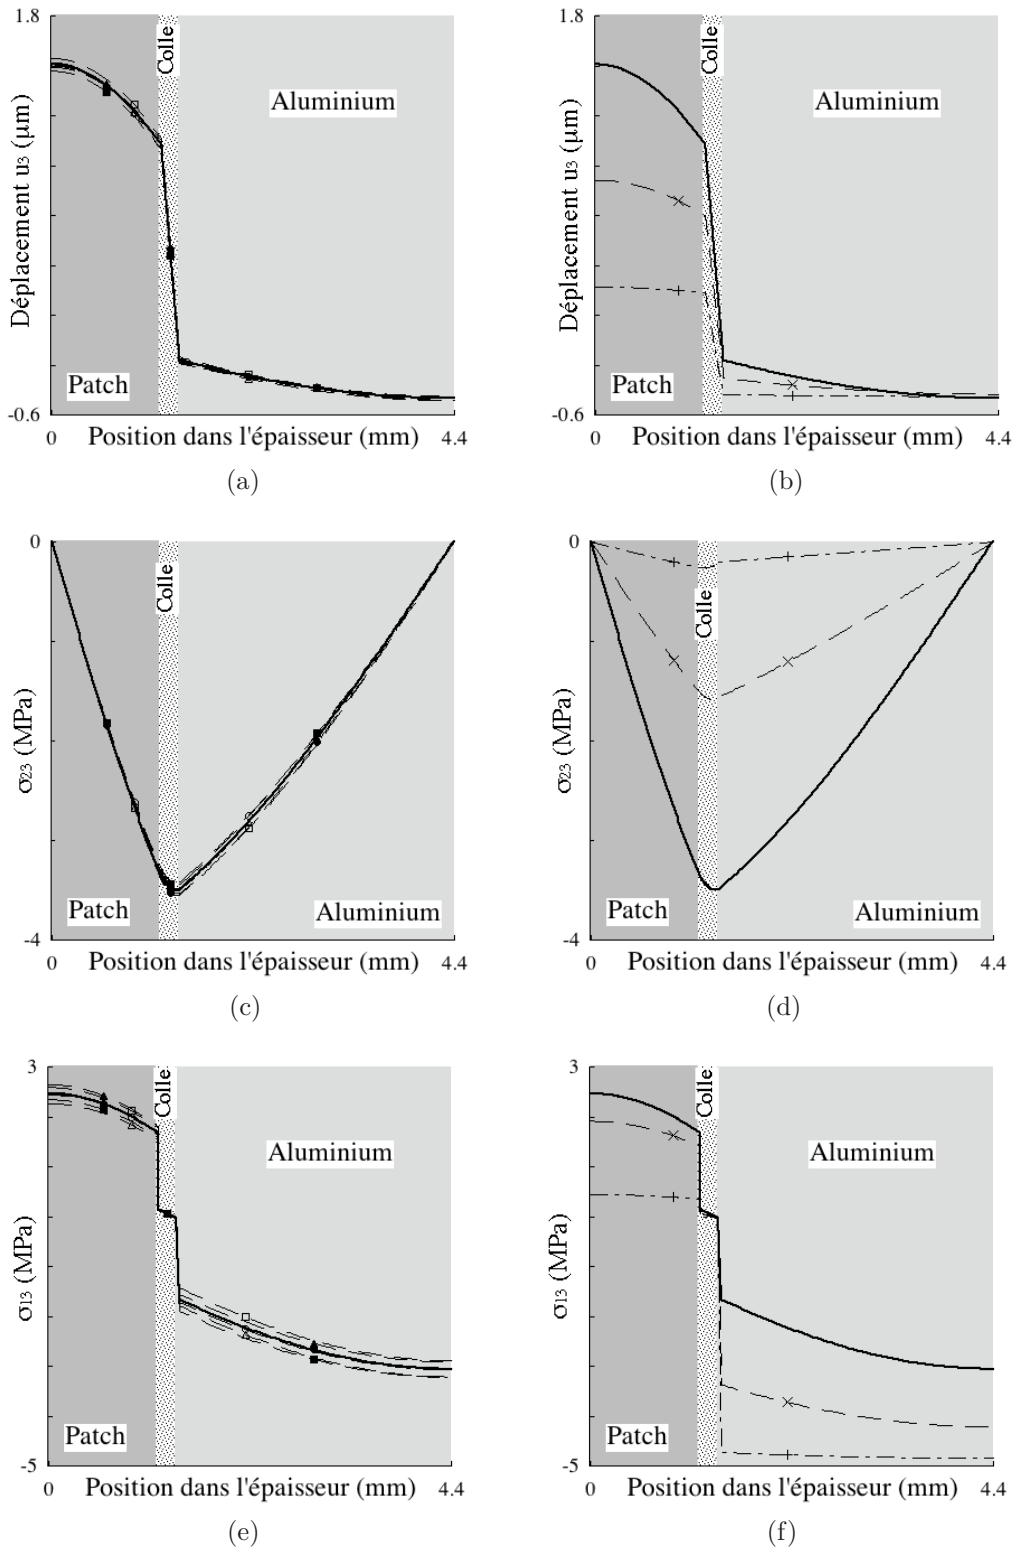 1.8
Déplacement u3 (μm)
Colle
Aluminium
Patch
-0.6
0
Position dans l'épaisseur (mm)
4.4
(a)
1.8
Déplacement u3 (μm)
Colle
Aluminium
Patch
-0.6
0
Position dans l'épaisseur (mm)
4.4
(b)
0
σ23 (MPa)
Colle
Patch
Aluminium
-4
0
Position dans l'épaisseur (mm)
4.4
(c)
0
σ23 (MPa)
Colle
Patch
Aluminium
-4
0
Position dans l'épaisseur (mm)
4.4
(d)
3
σ13 (MPa)
Colle
Aluminium
Patch
-5
0
Position dans l'épaisseur (mm)
4.4
(e)
3
σ13 (MPa)
Colle
Aluminium
Patch
-5
0
Position dans l'épaisseur (mm)
4.4
(f)